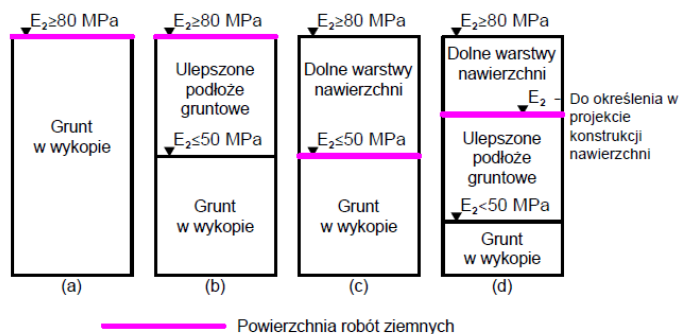 E₂≥80 MPa
Grunt
w wykopie
(a)
E₂≥80 MPa
Ulepszone
podłoże
gruntowe
E₂≤50 MPa
Grunt
w wykopie
(b)
E₂≥80 MPa
Dolne warstwy
nawierzchni
E₂≤50 MPa
Grunt
w wykopie
(c)
E₂≥80 MPa
Dolne warstwy
nawierzchni
E₂ – Do określenia w
projekcie
konstrukcji
nawierzchni
Ulepszone
podłoże
gruntowe
E₂<50 MPa
Grunt
w wykopie
(d)
Powierzchnia robót ziemnych